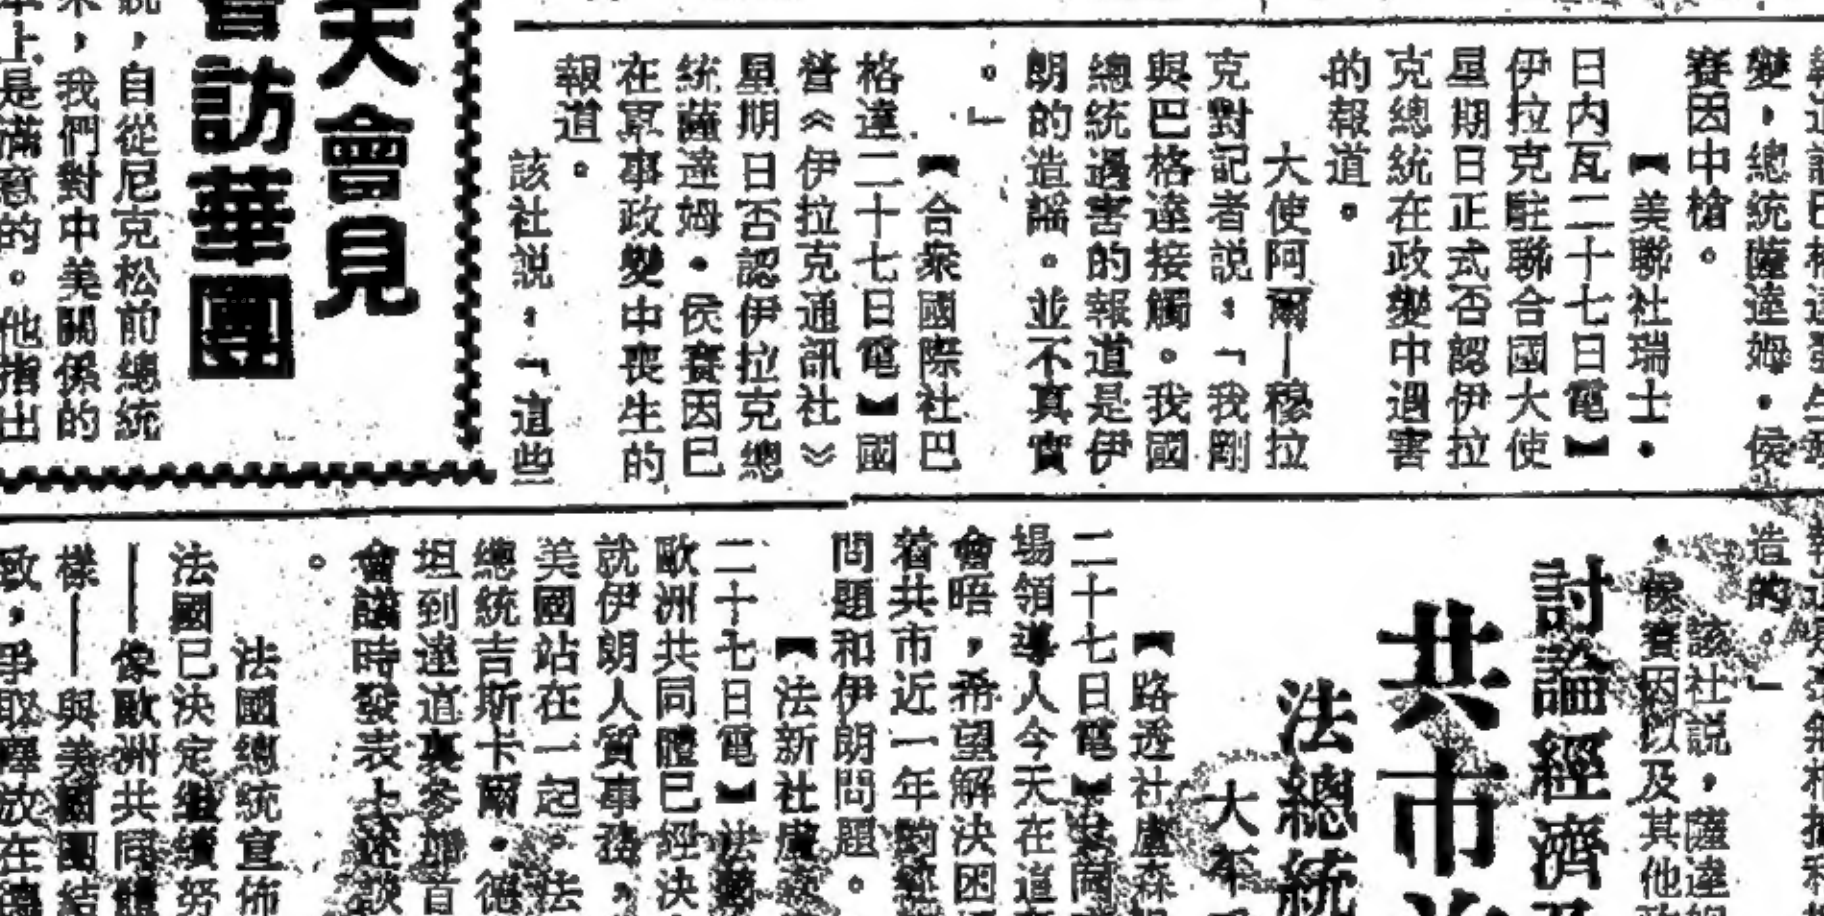 變，總統薩達姆·侯
賽因中槍。
【美聯社瑞士·
日內瓦二十七日電】
伊拉克駐聯合國大使
星期日正式否認伊拉
克總統在政變中遇害
的報道。
大使阿爾—穆拉
克對記者說：「我剛
與巴格達接觸。我國
總統遇害的報道是伊
朗的造謠。並不真實
。」
【合衆國際社巴
格達二十七日電】國
營《伊拉克通訊社》
星期日否認伊拉克總
統薩達姆·侯賽因已
在軍事政變中喪生的
報道。
該社説：「這些
天會見
訪華團
説，自從尼克松前總統
，我們對中美關係的
上是滿意的。他指出
造的。」
該社説，薩達
侯賽因以及其他
討論經濟
共市
法總統
大
【路透社盧森
二十七日電】
場領導人今天在這
會晤，希望解決困
着共市近一年
問題和伊朗問題。
【法新社盧
二十七日電】法
歐洲共同體已經決
就伊朗人質事務，
美國站在一起。法
總統吉斯卡爾·德
坦到達這裏參加首
會議時發表上述談
。
法國總統宣佈
法國已決定繼續努
——像歐洲共同體
樣——與美國團結
致，爭取釋放在